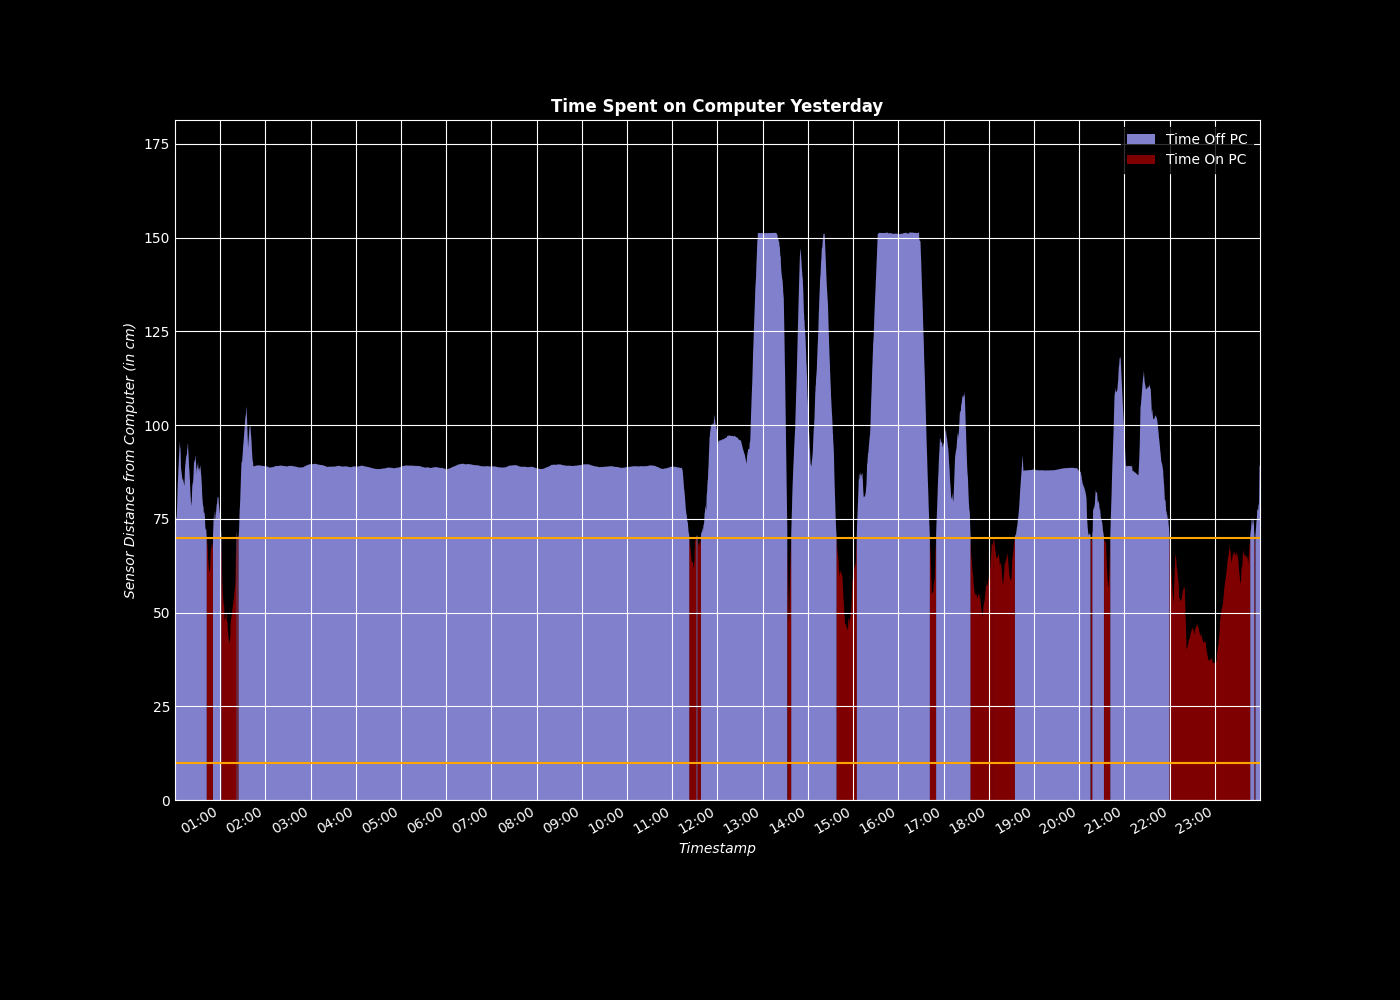 Time Spent on Computer Yesterday
Time Off PC
Time On PC
175
150
125
100
75
50
25
0
Sensor Distance from Computer (in cm)
01:00 02:00 03:00 04:00 05:00 06:00 07:00 08:00 09:00 10:00 11:00 12:00 13:00 14:00 15:00 16:00 17:00 18:00 19:00 20:00 21:00 22:00 23:00
Timestamp